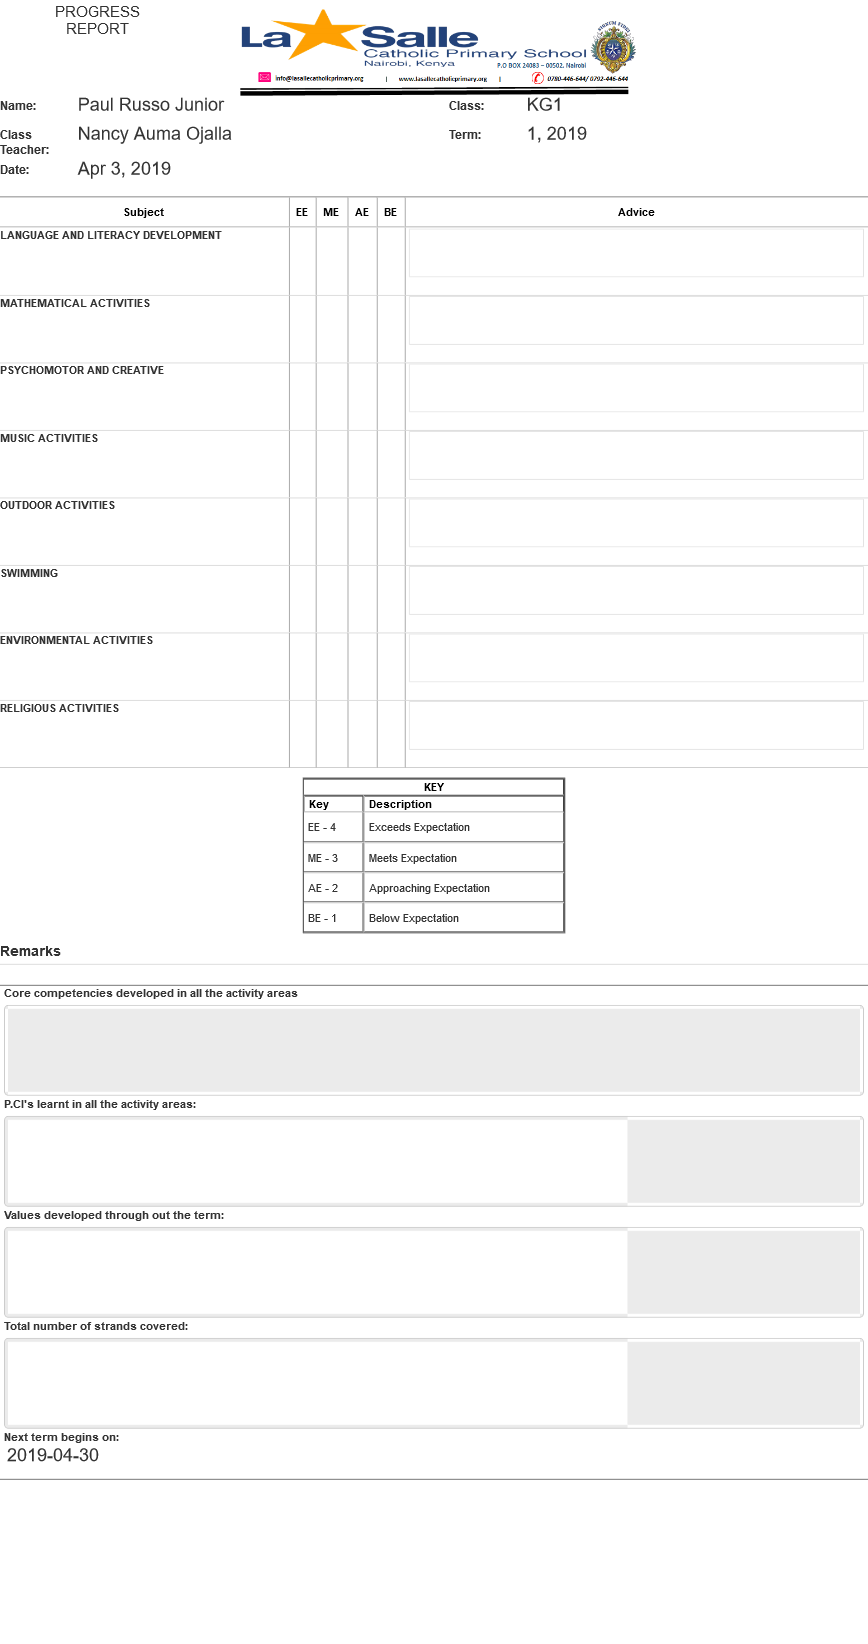 PROGRESS
REPORT
La Salle
Catholic Primary School
Nairobi, Kenya
P.O BOX 24083 – 00502, Nairobi
info@lasallecatholicprimary.org | www.lasallecatholicprimary.org | 0780-446-644/ 0792-446-644
Name: Paul Russo Junior Class: KG1
Class Teacher: Nancy Auma Ojalla Term: 1, 2019
Date: Apr 3, 2019
Subject EE ME AE BE Advice
LANGUAGE AND LITERACY DEVELOPMENT
MATHEMATICAL ACTIVITIES
PSYCHOMOTOR AND CREATIVE
MUSIC ACTIVITIES
OUTDOOR ACTIVITIES
SWIMMING
ENVIRONMENTAL ACTIVITIES
RELIGIOUS ACTIVITIES
KEY
Key Description
EE - 4 Exceeds Expectation
ME - 3 Meets Expectation
AE - 2 Approaching Expectation
BE - 1 Below Expectation
Remarks
Core competencies developed in all the activity areas
P.CI's learnt in all the activity areas:
Values developed through out the term:
Total number of strands covered:
Next term begins on:
2019-04-30